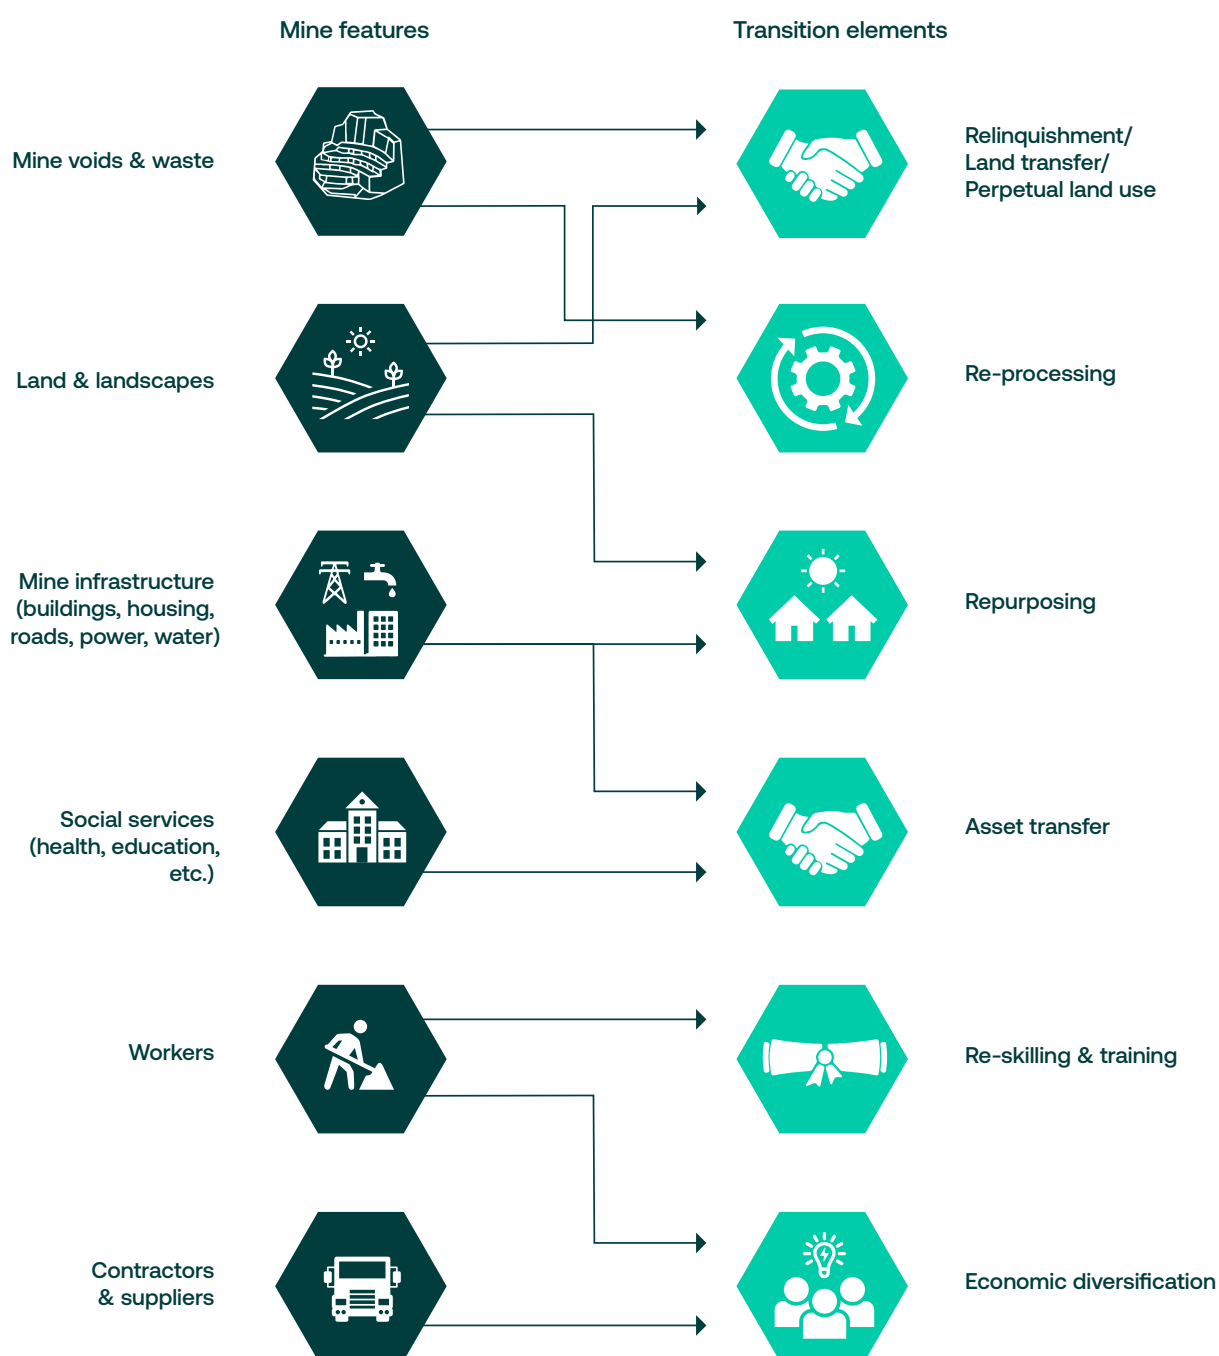 Mine features
Transition elements
Mine voids & waste
Relinquishment/
Land transfer/
Perpetual land use
Land & landscapes
Re-processing
Mine infrastructure
(buildings, housing,
roads, power, water)
Repurposing
Social services
(health, education,
etc.)
Asset transfer
Workers
Re-skilling & training
Contractors
& suppliers
Economic diversification